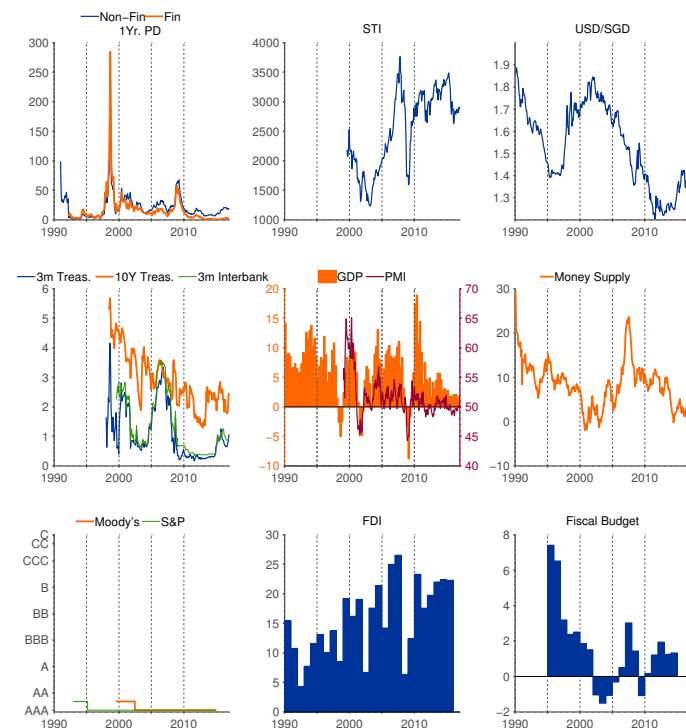 Non−Fin Fin
1Yr. PD
300
250
200
150
100
50
0
1990 2000 2010
STI
4000
3500
3000
2500
2000
1500
1000
1990 2000 2010
USD/SGD
1.9
1.8
1.7
1.6
1.5
1.4
1.3
1990 2000 2010
3m Treas. 10Y Treas. 3m Interbank
6
5
4
3
2
1
0
1990 2000 2010
GDP PMI
20
15
10
5
0
−5
−10
70
65
60
55
50
45
40
1990 2000 2010
Money Supply
30
20
10
0
−10
1990 2000 2010
Moody's S&P
C
CC
CCC
B
BB
BBB
A
AA
AAA
1990 2000 2010
FDI
30
25
20
15
10
5
0
1990 2000 2010
Fiscal Budget
8
6
4
2
0
−2
1990 2000 2010